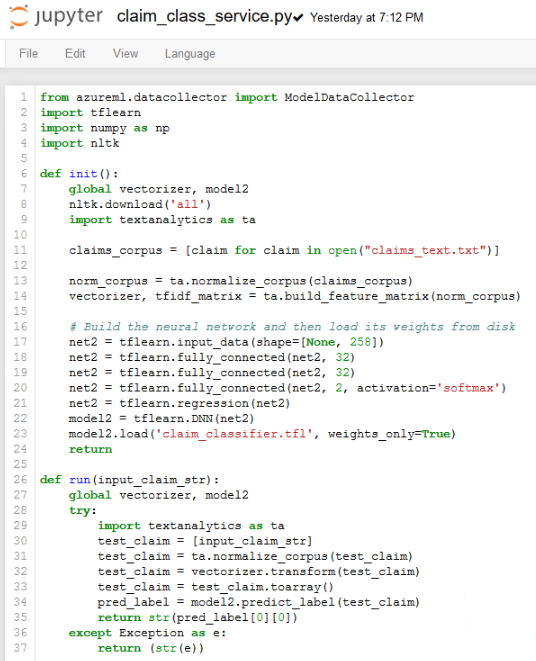 jupyter claim_class_service.py✔ Yesterday at 7:12 PM
File Edit View Language
1 from azureml.datacollector import ModelDataCollector
2 import tflearn
3 import numpy as np
4 import nltk
5
6 def init():
7     global vectorizer, model2
8     nltk.download('all')
9     import textanalytics as ta
10
11     claims_corpus = [claim for claim in open("claims_text.txt")]
12
13     norm_corpus = ta.normalize_corpus(claims_corpus)
14     vectorizer, tfidf_matrix = ta.build_feature_matrix(norm_corpus)
15
16     # Build the neural network and then load its weights from disk
17     net2 = tflearn.input_data(shape=[None, 258])
18     net2 = tflearn.fully_connected(net2, 32)
19     net2 = tflearn.fully_connected(net2, 32)
20     net2 = tflearn.fully_connected(net2, 2, activation='softmax')
21     net2 = tflearn.regression(net2)
22     model2 = tflearn.DNN(net2)
23     model2.load('claim_classifier.tfl', weights_only=True)
24     return
25
26 def run(input_claim_str):
27     global vectorizer, model2
28     try:
29         import textanalytics as ta
30         test_claim = [input_claim_str]
31         test_claim = ta.normalize_corpus(test_claim)
32         test_claim = vectorizer.transform(test_claim)
33         test_claim = test_claim.toarray()
34         pred_label = model2.predict_label(test_claim)
35         return str(pred_label[0][0])
36     except Exception as e:
37         return (str(e))